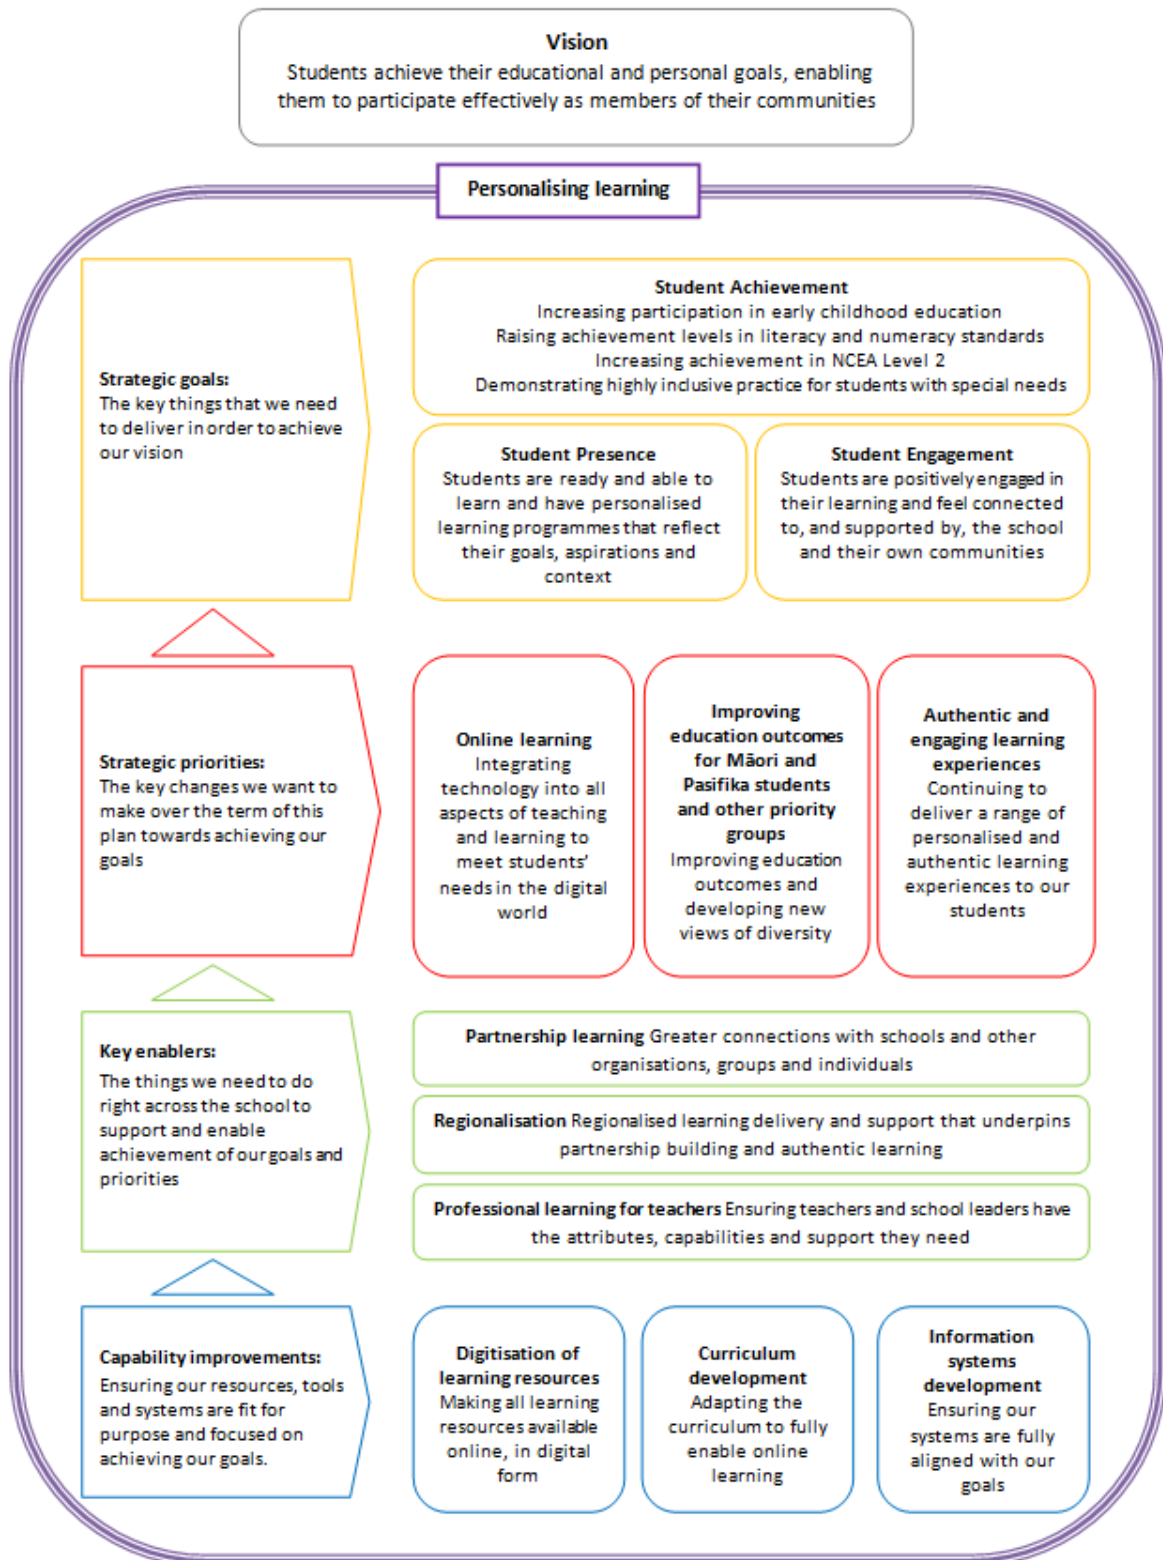 Vision
Students achieve their educational and personal goals, enabling
them to participate effectively as members of their communities
Personalising learning
Strategic goals:
The key things that we need
to deliver in order to achieve
our vision
Student Achievement
Increasing participation in early childhood education
Raising achievement levels in literacy and numeracy standards
Increasing achievement in NCEA Level 2
Demonstrating highly inclusive practice for students with special needs
Student Presence
Students are ready and able to
learn and have personalised
learning programmes that reflect
their goals, aspirations and
context
Student Engagement
Students are positively engaged in
their learning and feel connected
to, and supported by, the school
and their own communities
Strategic priorities:
The key changes we want to
make over the term of this
plan towards achieving our
goals
Online learning
Integrating
technology into all
aspects of teaching
and learning to
meet students’
needs in the digital
world
Improving
education outcomes
for Māori and
Pasifika students
and other priority
groups
Improving education
outcomes and
developing new
views of diversity
Authentic and
engaging learning
experiences
Continuing to
deliver a range of
personalised and
authentic learning
experiences to our
students
Key enablers:
The things we need to do
right across the school to
support and enable
achievement of our goals and
priorities
Partnership learning Greater connections with schools and other
organisations, groups and individuals
Regionalisation Regionalised learning delivery and support that underpins
partnership building and authentic learning
Professional learning for teachers Ensuring teachers and school leaders have
the attributes, capabilities and support they need
Capability improvements:
Ensuring our resources, tools
and systems are fit for
purpose and focused on
achieving our goals.
Digitisation of
learning resources
Making all learning
resources available
online, in digital
form
Curriculum
development
Adapting the
curriculum to fully
enable online
learning
Information
systems
development
Ensuring our
systems are fully
aligned with our
goals